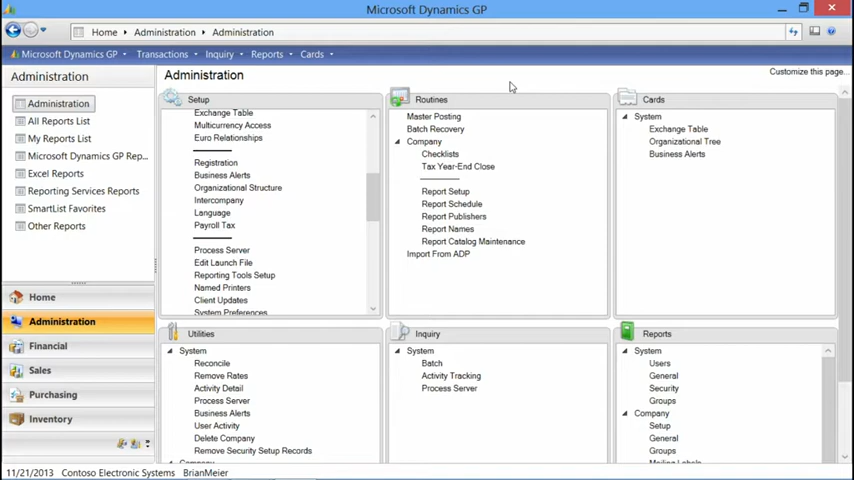 Microsoft Dynamics GP
Home Administration Administration
Microsoft Dynamics GP Transactions Inquiry Reports Cards
Administration
Administration
All Reports List
My Reports List
Microsoft Dynamics GP Rep...
Excel Reports
Reporting Services Reports
SmartList Favorites
Other Reports
Home
Administration
Financial
Sales
Purchasing
Inventory
Administration
Customize this page...
Setup
Exchange Table
Multicurrency Access
Euro Relationships
Registration
Business Alerts
Organizational Structure
Intercompany
Language
Payroll Tax
Process Server
Edit Launch File
Reporting Tools Setup
Named Printers
Client Updates
System Preferences
Routines
Master Posting
Batch Recovery
Company
Checklists
Tax Year-End Close
Report Setup
Report Schedule
Report Publishers
Report Names
Report Catalog Maintenance
Import From ADP
Cards
System
Exchange Table
Organizational Tree
Business Alerts
Utilities
System
Reconcile
Remove Rates
Activity Detail
Process Server
Business Alerts
User Activity
Delete Company
Remove Security Setup Records
Company
Inquiry
System
Batch
Activity Tracking
Process Server
Reports
System
Users
General
Security
Groups
Company
Setup
General
Groups
Mailing Labels
11/21/2013 Contoso Electronic Systems BrianMeier